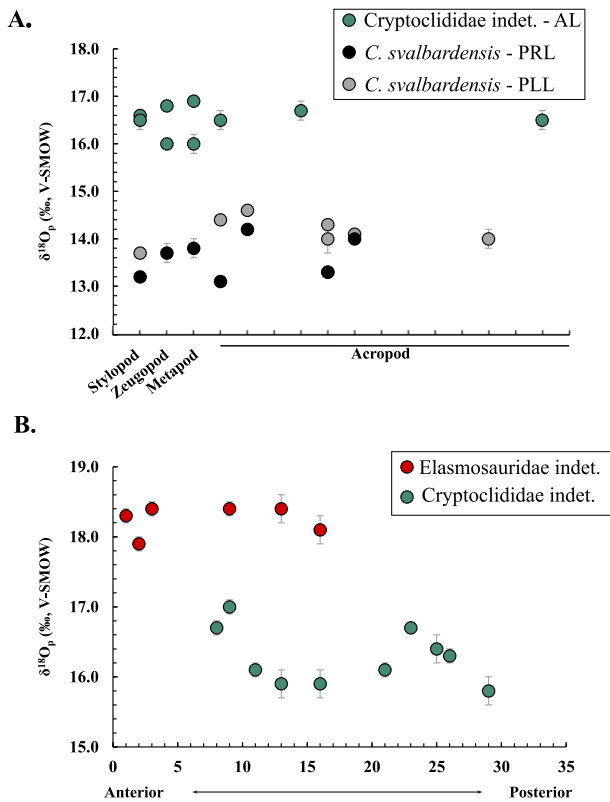 A.
Cryptoclididae indet. - AL
C. svalbardensis - PRL
C. svalbardensis - PLL
18.0
17.0
16.0
15.0
14.0
13.0
12.0
δ¹⁸Oₚ (‰, V-SMOW)
Stylopod
Zeugopod
Metapod
Acropod
B.
Elasmosauridae indet.
Cryptoclididae indet.
19.0
18.0
17.0
16.0
15.0
δ¹⁸Oₚ (‰, V-SMOW)
0 5 10 15 20 25 30 35
Anterior Posterior